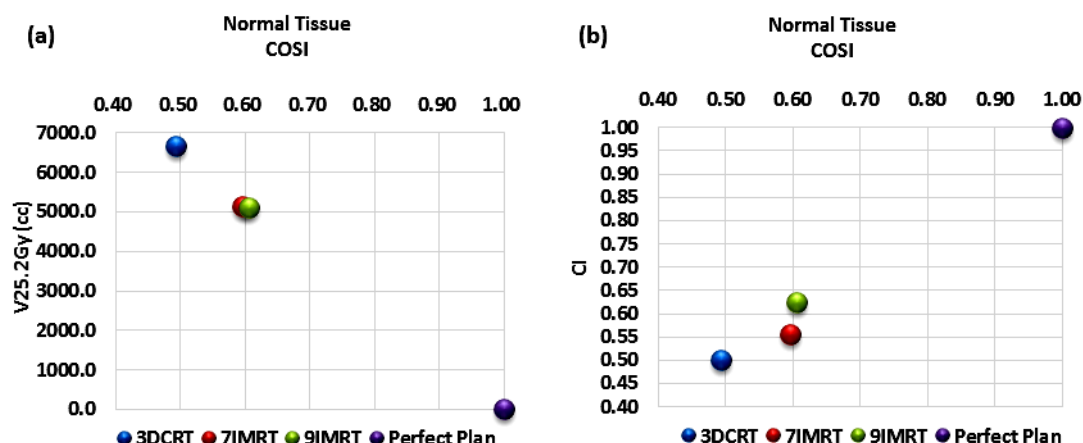 (a)
Normal Tissue
COSI
0.40 0.50 0.60 0.70 0.80 0.90 1.00
7000.0
6000.0
5000.0
4000.0
3000.0
2000.0
1000.0
0.0
V25.2Gy (cc)
3DCRT 7IMRT 9IMRT Perfect Plan
(b)
Normal Tissue
COSI
0.40 0.50 0.60 0.70 0.80 0.90 1.00
1.00
0.95
0.90
0.85
0.80
0.75
0.70
0.65
0.60
0.55
0.50
0.45
0.40
CI
3DCRT 7IMRT 9IMRT Perfect Plan